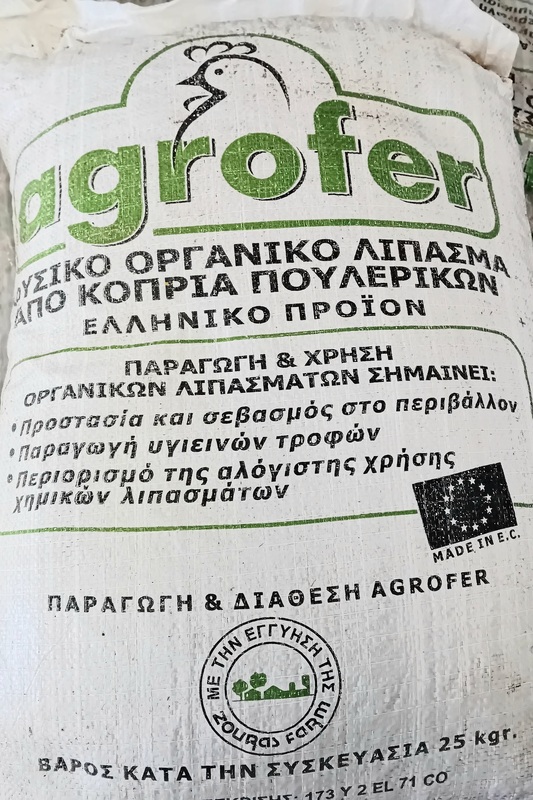 agrofer
ΦΥΣΙΚΟ ΟΡΓΑΝΙΚΟ ΛΙΠΑΣΜΑ
ΑΠΟ ΚΟΠΡΙΑ ΠΟΥΛΕΡΙΚΩΝ
ΕΛΛΗΝΙΚΟ ΠΡΟΪΟΝ
ΠΑΡΑΓΩΓΗ & ΧΡΗΣΗ
ΟΡΓΑΝΙΚΩΝ ΛΙΠΑΣΜΑΤΩΝ ΣΗΜΑΙΝΕΙ:
•Προστασία και σεβασμός στο περιβάλλον
•Παραγωγή υγιεινών τροφών
•Περιορισμό της αλόγιστης χρήσης
χημικών λιπασμάτων
MADE IN E.C.
ΠΑΡΑΓΩΓΗ & ΔΙΑΘΕΣΗ AGROFER
ΜΕ ΤΗΝ ΕΓΓΥΗΣΗ ΤΗΣ
zouras farm
ΒΑΡΟΣ ΚΑΤΑ ΤΗΝ ΣΥΣΚΕΥΑΣΙΑ 25 kgr.
173 Υ 2 EL 71 CO